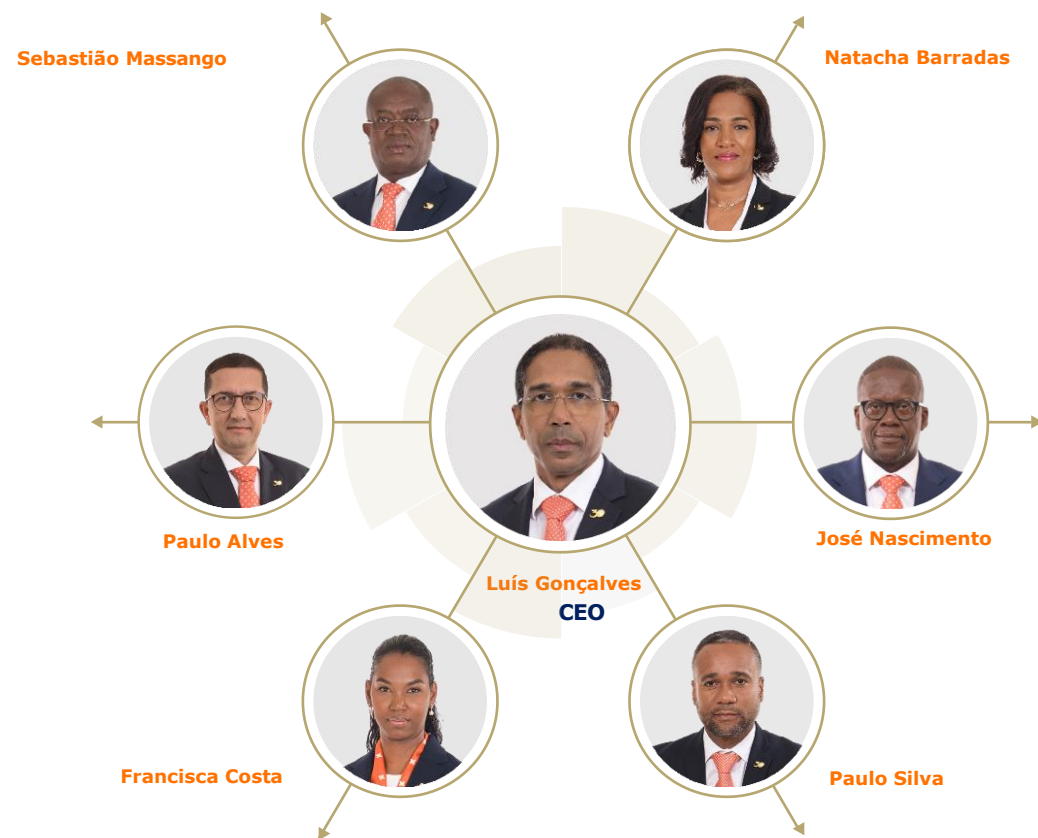 Sebastião Massango
Natacha Barradas
Paulo Alves
José Nascimento
Luís Gonçalves
CEO
Francisca Costa
Paulo Silva